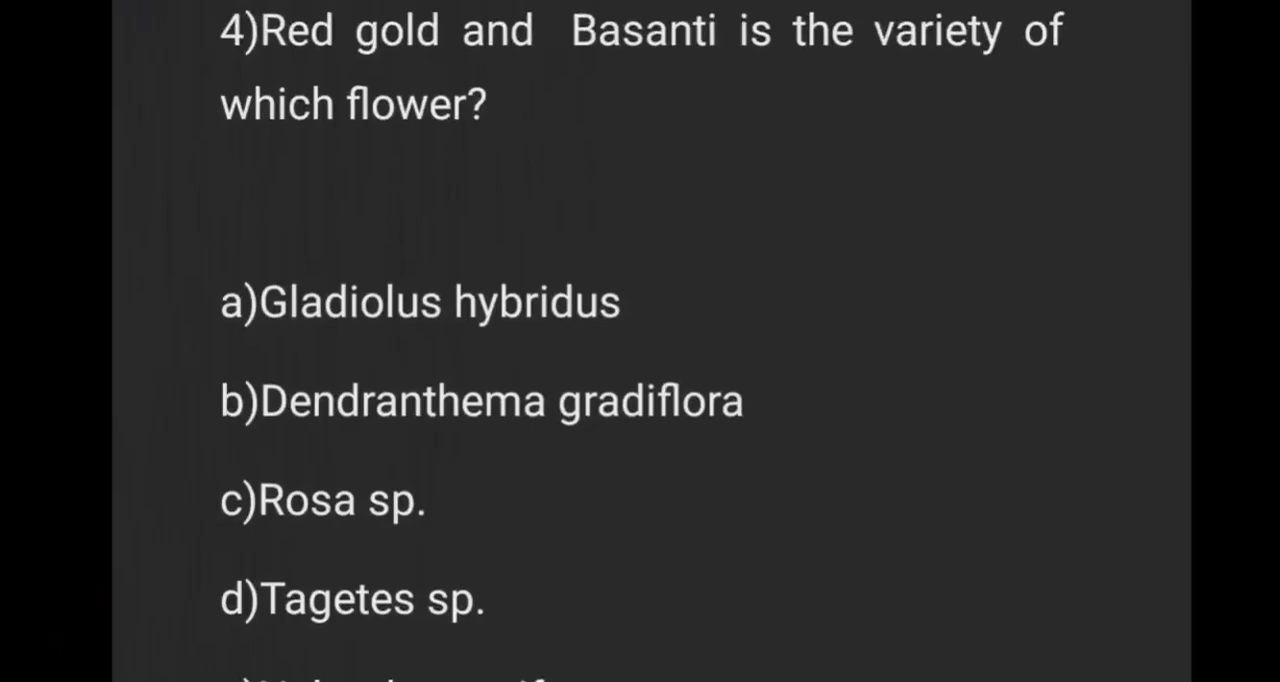 4)Red gold and Basanti is the variety of
which flower?
a)Gladiolus hybridus
b)Dendranthema gradiflora
c)Rosa sp.
d)Tagetes sp.